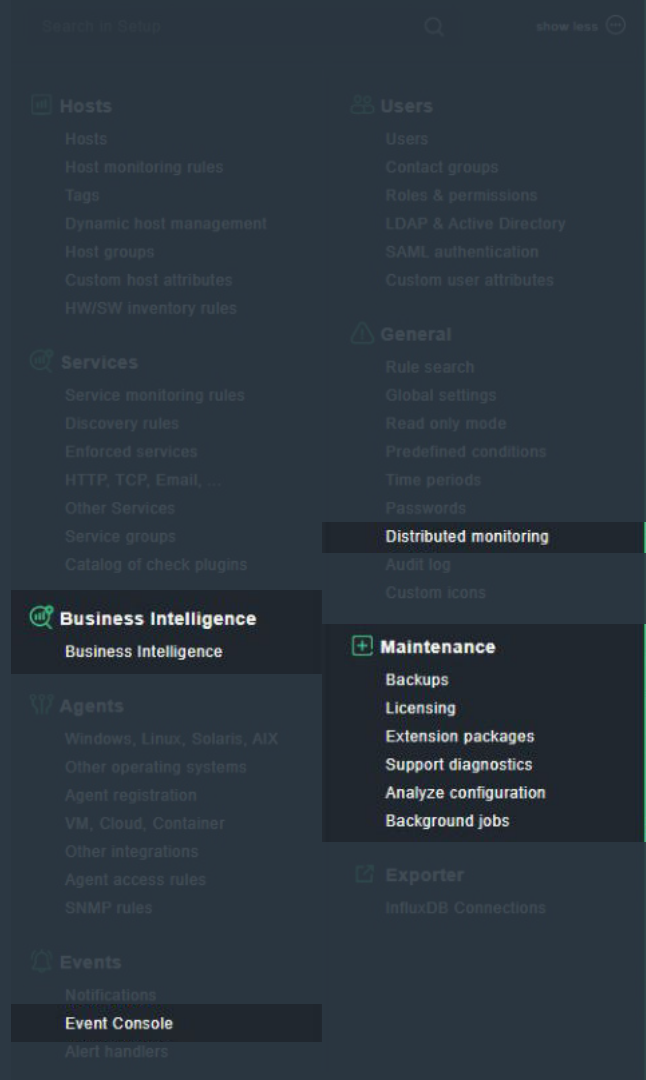 Search in Setup
show less
Hosts
Hosts
Host monitoring rules
Tags
Dynamic host management
Host groups
Custom host attributes
HW/SW inventory rules
Services
Service monitoring rules
Discovery rules
Enforced services
HTTP, TCP, Email, ...
Other Services
Service groups
Catalog of check plugins
Business Intelligence
Business Intelligence
Agents
Windows, Linux, Solaris, AIX
Other operating systems
Agent registration
VM, Cloud, Container
Other integrations
Agent access rules
SNMP rules
Events
Notifications
Event Console
Alert handlers
Users
Users
Contact groups
Roles & permissions
LDAP & Active Directory
SAML authentication
Custom user attributes
General
Rule search
Global settings
Read only mode
Predefined conditions
Time periods
Passwords
Distributed monitoring
Audit log
Custom icons
Maintenance
Backups
Licensing
Extension packages
Support diagnostics
Analyze configuration
Background jobs
Exporter
InfluxDB Connections